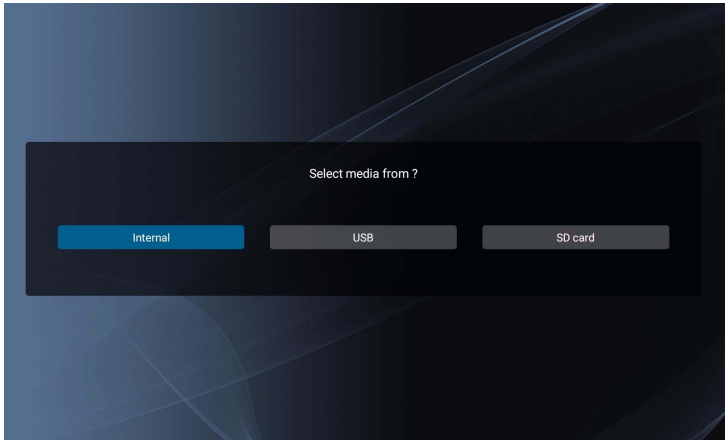 Select media from ?
Internal
USB
SD card